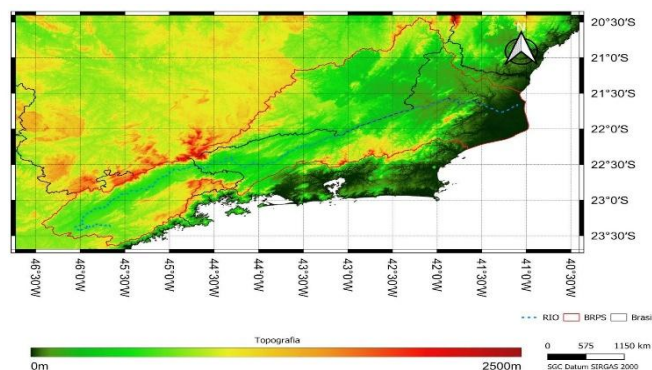 N
20°30'S
21°0'S
21°30'S
22°0'S
22°30'S
23°0'S
23°30'S
46°30'W 46°0'W 45°30'W 45°0'W 44°30'W 44°0'W 43°30'W 43°0'W 42°30'W 42°0'W 41°30'W 41°0'W 40°30'W
RIO BRPS Brasi
Topografia
0m 2500m
0 575 1150 km
SGC Datum SIRGAS 2000